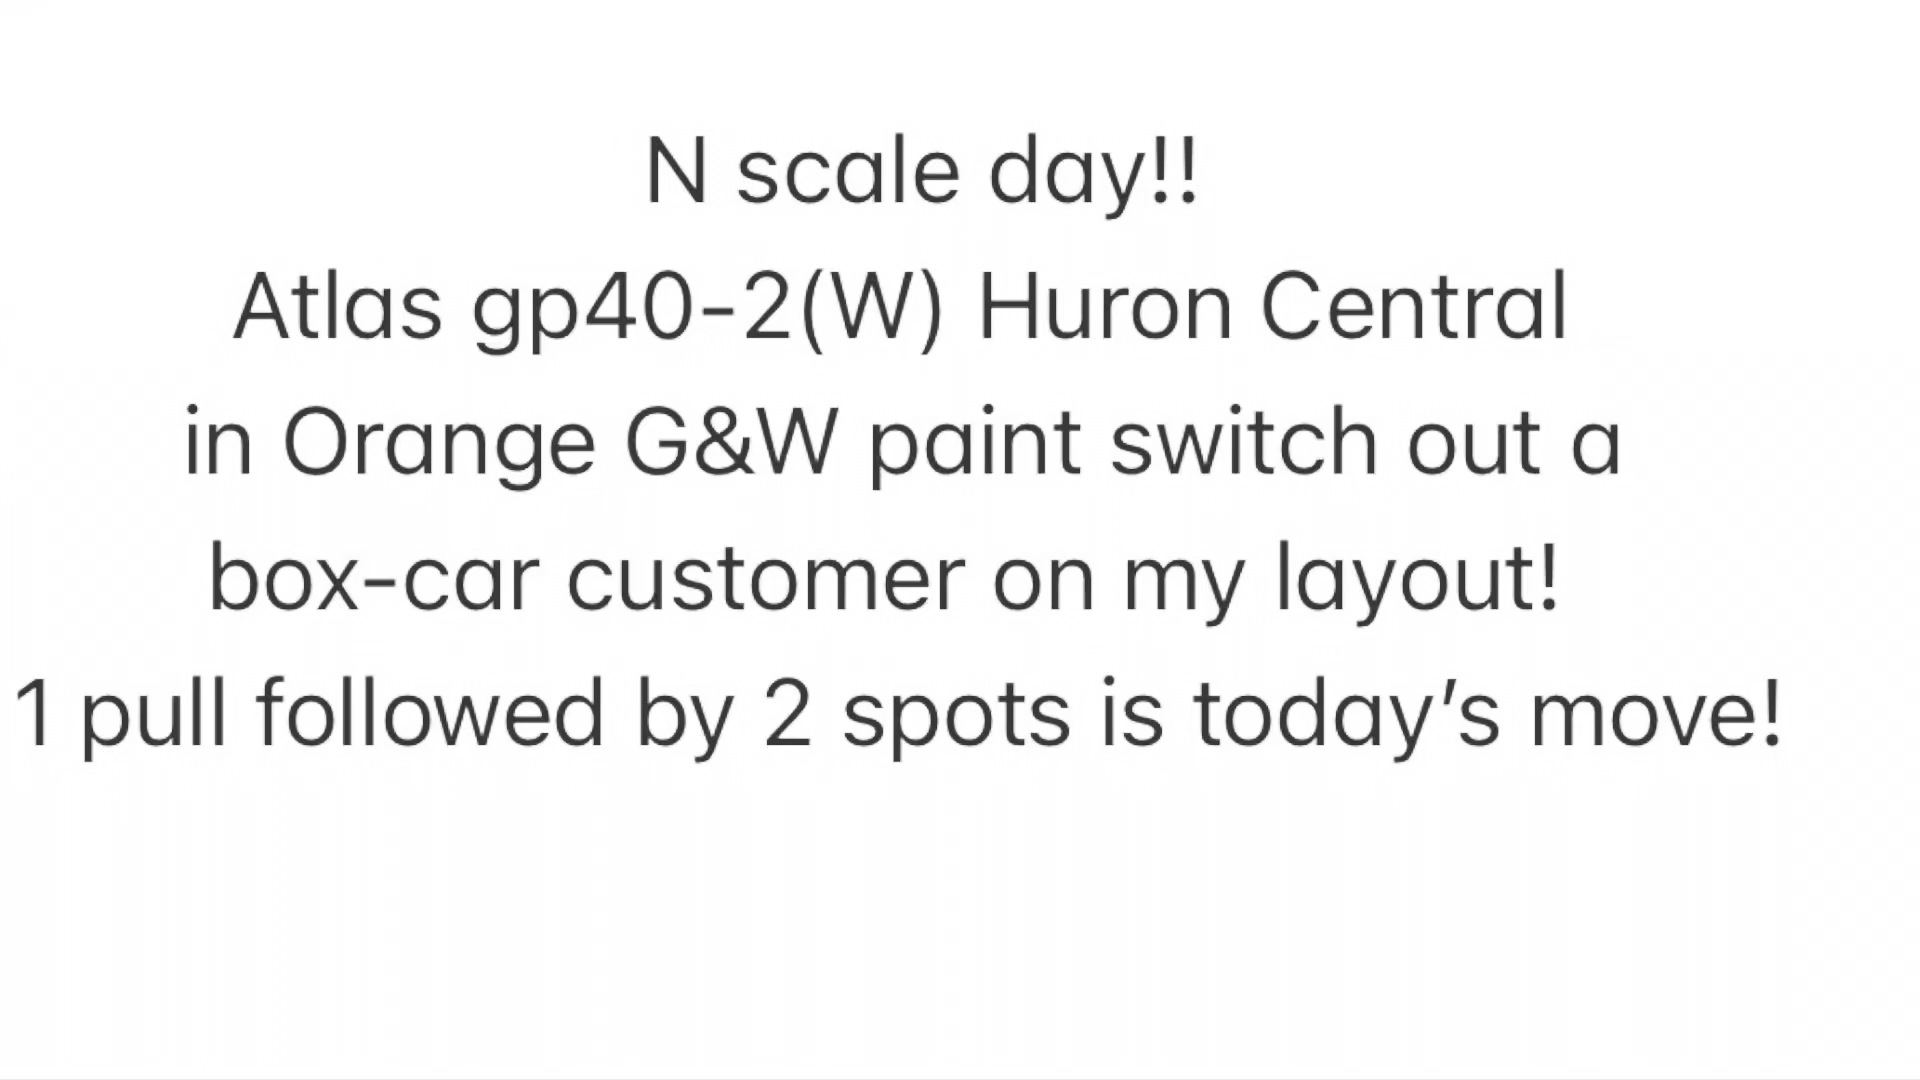 N scale day!!
Atlas gp40-2(W) Huron Central
in Orange G&W paint switch out a
box-car customer on my layout!
1 pull followed by 2 spots is today’s move!